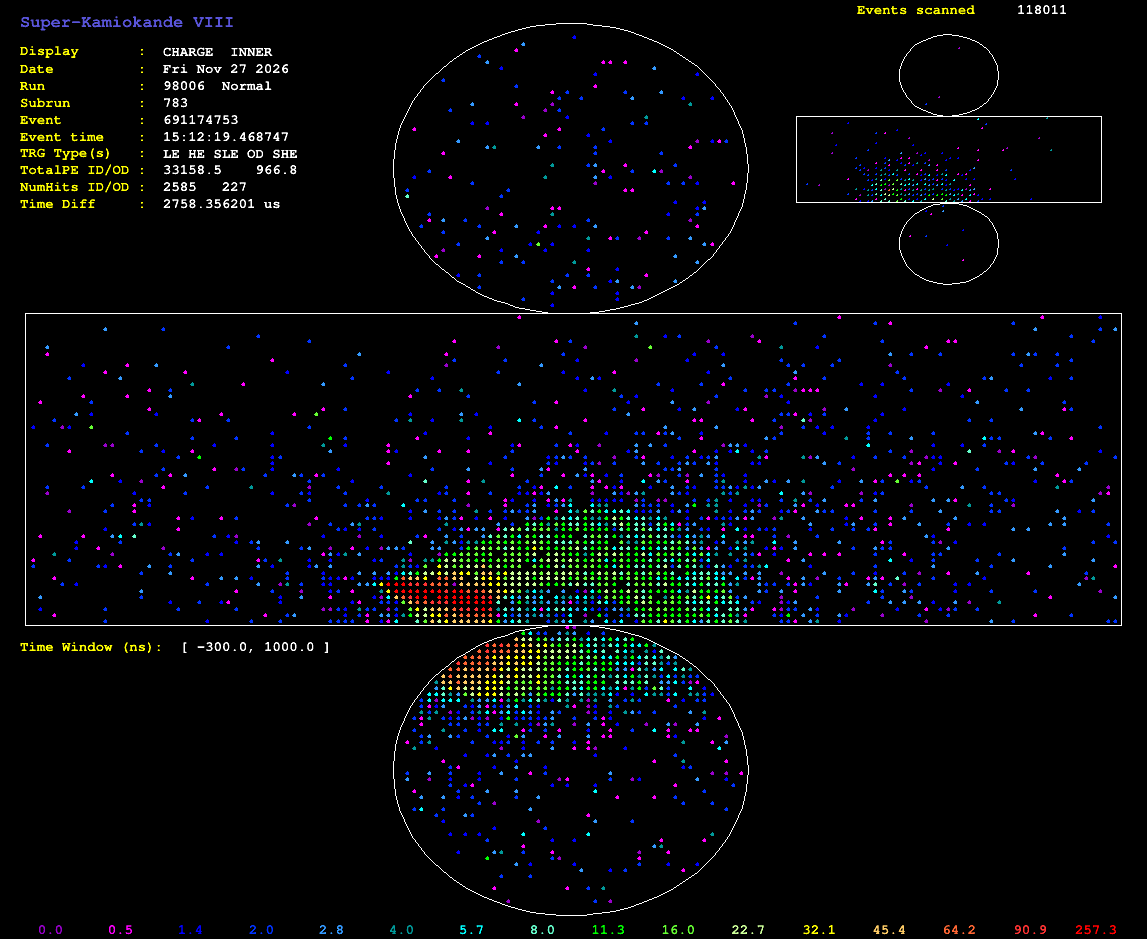 Super-Kamiokande VIII
Display : CHARGE INNER
Date : Fri Nov 27 2026
Run : 98006 Normal
Subrun : 783
Event : 691174753
Event time : 15:12:19.468747
TRG Type(s) : LE HE SLE OD SHE
TotalPE ID/OD : 33158.5 966.8
NumHits ID/OD : 2585 227
Time Diff : 2758.356201 us
Events scanned 118011
Time Window (ns): [ -300.0, 1000.0 ]
0.0 0.5 1.4 2.0 2.8 4.0 5.7 8.0 11.3 16.0 22.7 32.1 45.4 64.2 90.9 257.3